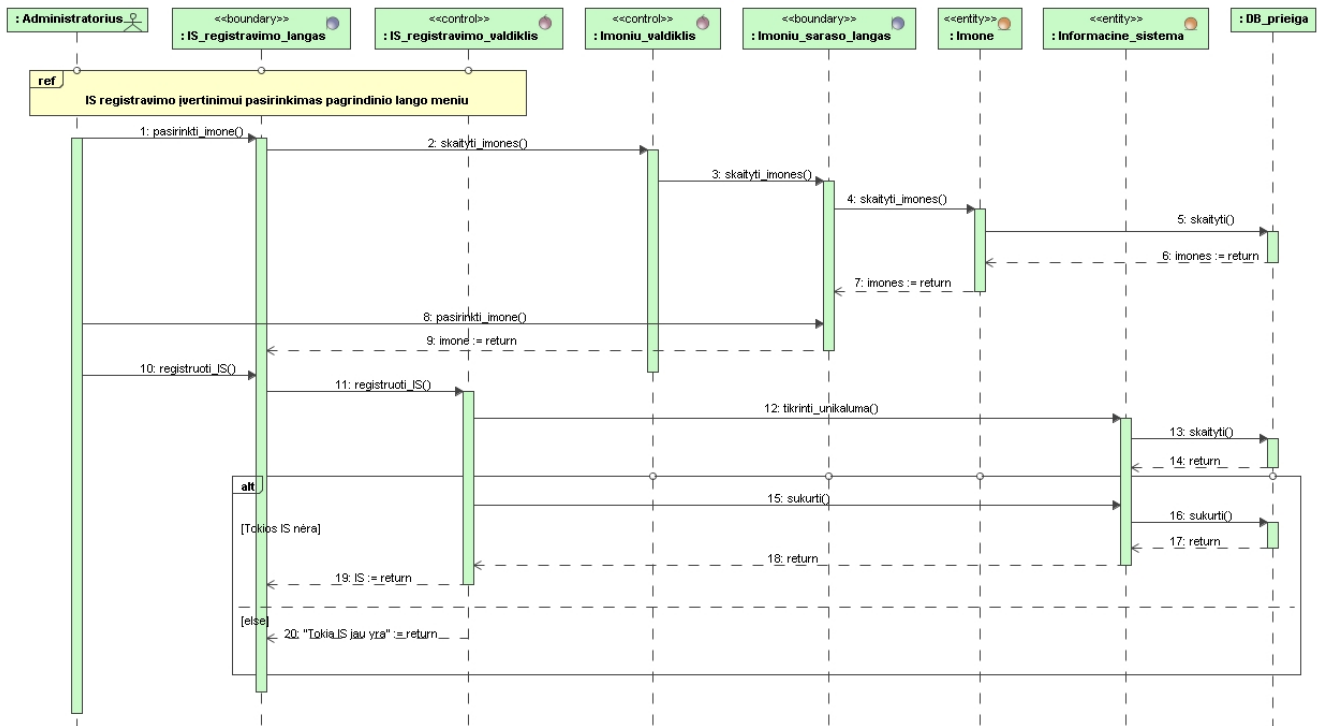 : Administratorius
<<boundary>>
: IS_registravimo_langas
<<control>>
: IS_registravimo_valdiklis
<<control>>
: Imoniu_valdiklis
<<boundary>>
: Imoniu_saraso_langas
<<entity>>
: Imone
<<entity>>
: Informacine_sistema
: DB_prieiga
ref
IS registravimo įvertinimui pasirinkimas pagrindinio lango meniu
1: pasirinkti_imone()
2: skaityti_imones()
3: skaityti_imones()
4: skaityti_imones()
5: skaityti()
6: imones := return
7: imones := return
8: pasirinkti_imone()
9: imone := return
10: registruoti_IS()
11: registruoti_IS()
12: tikrinti_unikaluma()
13: skaityti()
14: return
alt
15: sukurti()
[Tokios IS nėra]
16: sukurti()
17: return
18: return
19: IS := return
[else]
20: "Tokia IS jau yra" := return